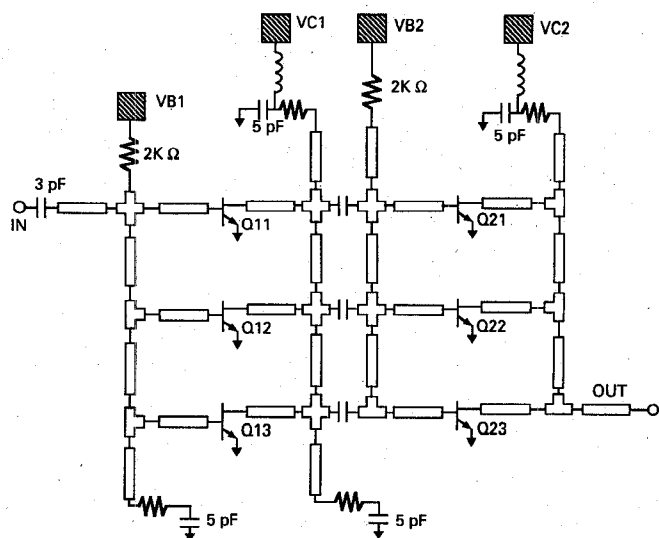 VC1
VB2
VC2
VB1
2K Ω
5 pF
5 pF
2K Ω
3 pF
IN
Q11
Q21
Q12
Q22
OUT
Q13
Q23
5 pF
5 pF